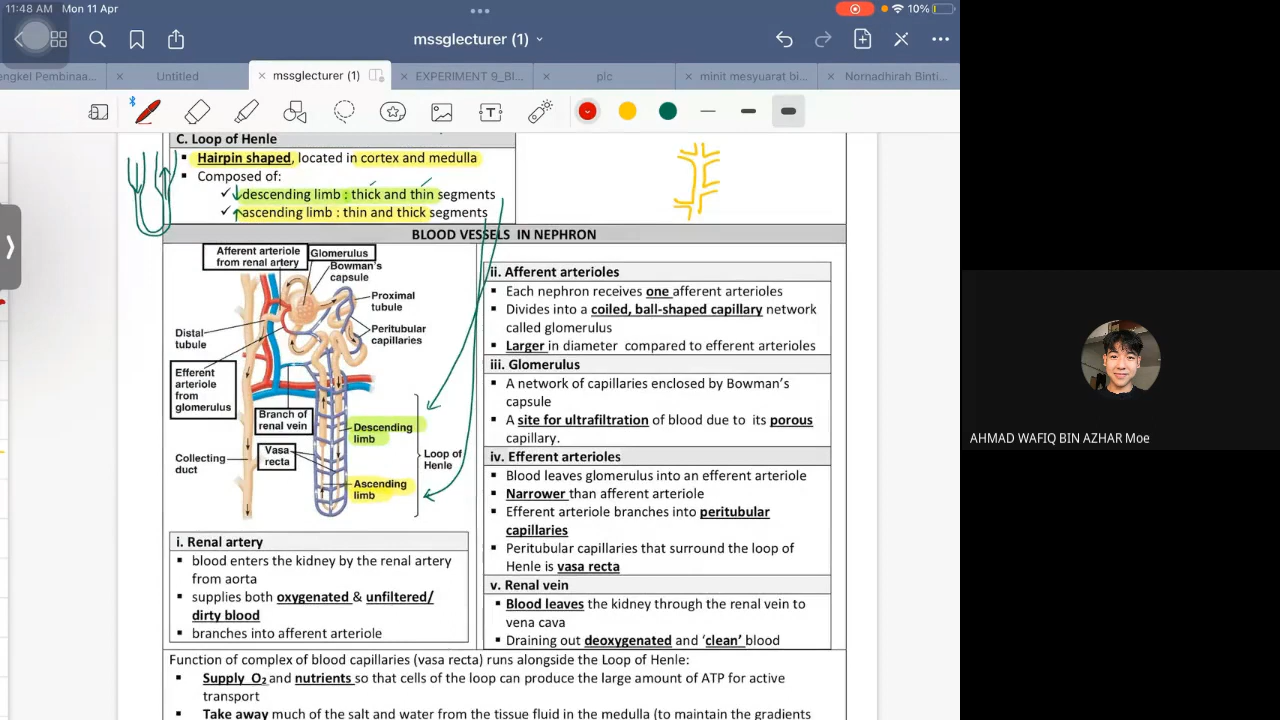 11:48 AM Mon 11 Apr
10%
mssglecturer (1)
engkel Pembinaa...
Untitled
mssglecturer (1)
EXPERIMENT 9_BI...
plc
minit mesyuarat bi...
Nornadhirah Binti...
C. Loop of Henle
▪ Hairpin shaped, located in cortex and medulla
▪ Composed of:
✓ descending limb : thick and thin segments
✓ ascending limb : thin and thick segments
BLOOD VESSELS IN NEPHRON
Afferent arteriole
from renal artery
Glomerulus
Bowman's
capsule
Proximal
tubule
Peritubular
capillaries
Distal
tubule
Efferent
arteriole
from
glomerulus
Branch of
renal vein
Descending
limb
Vasa
recta
Loop of
Henle
Collecting
duct
Ascending
limb
i. Renal artery
▪ blood enters the kidney by the renal artery
from aorta
▪ supplies both oxygenated & unfiltered/
dirty blood
▪ branches into afferent arteriole
ii. Afferent arterioles
▪ Each nephron receives one afferent arterioles
▪ Divides into a coiled, ball-shaped capillary network
called glomerulus
▪ Larger in diameter compared to efferent arterioles
iii. Glomerulus
▪ A network of capillaries enclosed by Bowman's
capsule
▪ A site for ultrafiltration of blood due to its porous
capillary.
iv. Efferent arterioles
▪ Blood leaves glomerulus into an efferent arteriole
▪ Narrower than afferent arteriole
▪ Efferent arteriole branches into peritubular
capillaries
▪ Peritubular capillaries that surround the loop of
Henle is vasa recta
v. Renal vein
▪ Blood leaves the kidney through the renal vein to
vena cava
▪ Draining out deoxygenated and 'clean' blood
Function of complex of blood capillaries (vasa recta) runs alongside the Loop of Henle:
▪ Supply O₂ and nutrients so that cells of the loop can produce the large amount of ATP for active
transport
▪ Take away much of the salt and water from the tissue fluid in the medulla (to maintain the gradients
AHMAD WAFIQ BIN AZHAR Moe